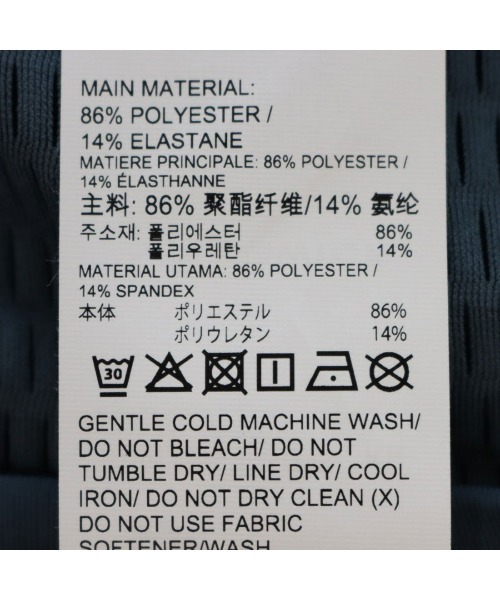 MAIN MATERIAL:
86% POLYESTER /
14% ELASTANE
MATIERE PRINCIPALE: 86% POLYESTER /
14% ÉLASTHANNE
主料: 86% 聚酯纤维/14% 氨纶
주소재: 폴리에스터 86%
폴리우레탄 14%
MATERIAL UTAMA: 86% POLYESTER /
14% SPANDEX
本体 ポリエステル 86%
ポリウレタン 14%
30
GENTLE COLD MACHINE WASH/
DO NOT BLEACH/ DO NOT
TUMBLE DRY/ LINE DRY/ COOL
IRON/ DO NOT DRY CLEAN (X)
DO NOT USE FABRIC
SOFTENER/WASH